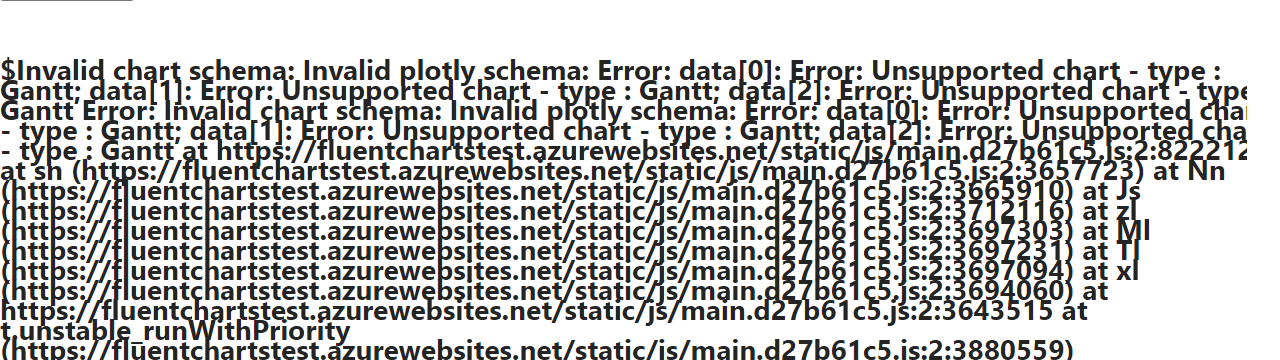 $Invalid chart schema: Invalid plotly schema: Error: data[0]: Error: Unsupported chart - type :
Gantt; data[1]: Error: Unsupported chart - type : Gantt; data[2]: Error: Unsupported chart - type
Gantt Error: Invalid chart schema: Invalid plotly schema: Error: data[0]: Error: Unsupported
- type : Gantt; data[1]: Error: Unsupported chart - type : Gantt; data[2]: Error: Unsupported
- type : Gantt at https://fluentchartstest.azurewebsites.net/static/js/main.d27b61c5.js:2:822212
at sh (https://fluentchartstest.azurewebsites.net/static/js/main.d27b61c5.js:2:3657723) at Nn
(https://fluentchartstest.azurewebsites.net/static/js/main.d27b61c5.js:2:3665910) at Js
(https://fluentchartstest.azurewebsites.net/static/js/main.d27b61c5.js:2:3712116) at zl
(https://fluentchartstest.azurewebsites.net/static/js/main.d27b61c5.js:2:3697303) at Ml
(https://fluentchartstest.azurewebsites.net/static/js/main.d27b61c5.js:2:3697231) at Tl
(https://fluentchartstest.azurewebsites.net/static/js/main.d27b61c5.js:2:3697094) at xl
(https://fluentchartstest.azurewebsites.net/static/js/main.d27b61c5.js:2:3694060) at
https://fluentchartstest.azurewebsites.net/static/js/main.d27b61c5.js:2:3643515 at
t.unstable_runWithPriority
(https://fluentchartstest.azurewebsites.net/static/js/main.d27b61c5.js:2:3880559)